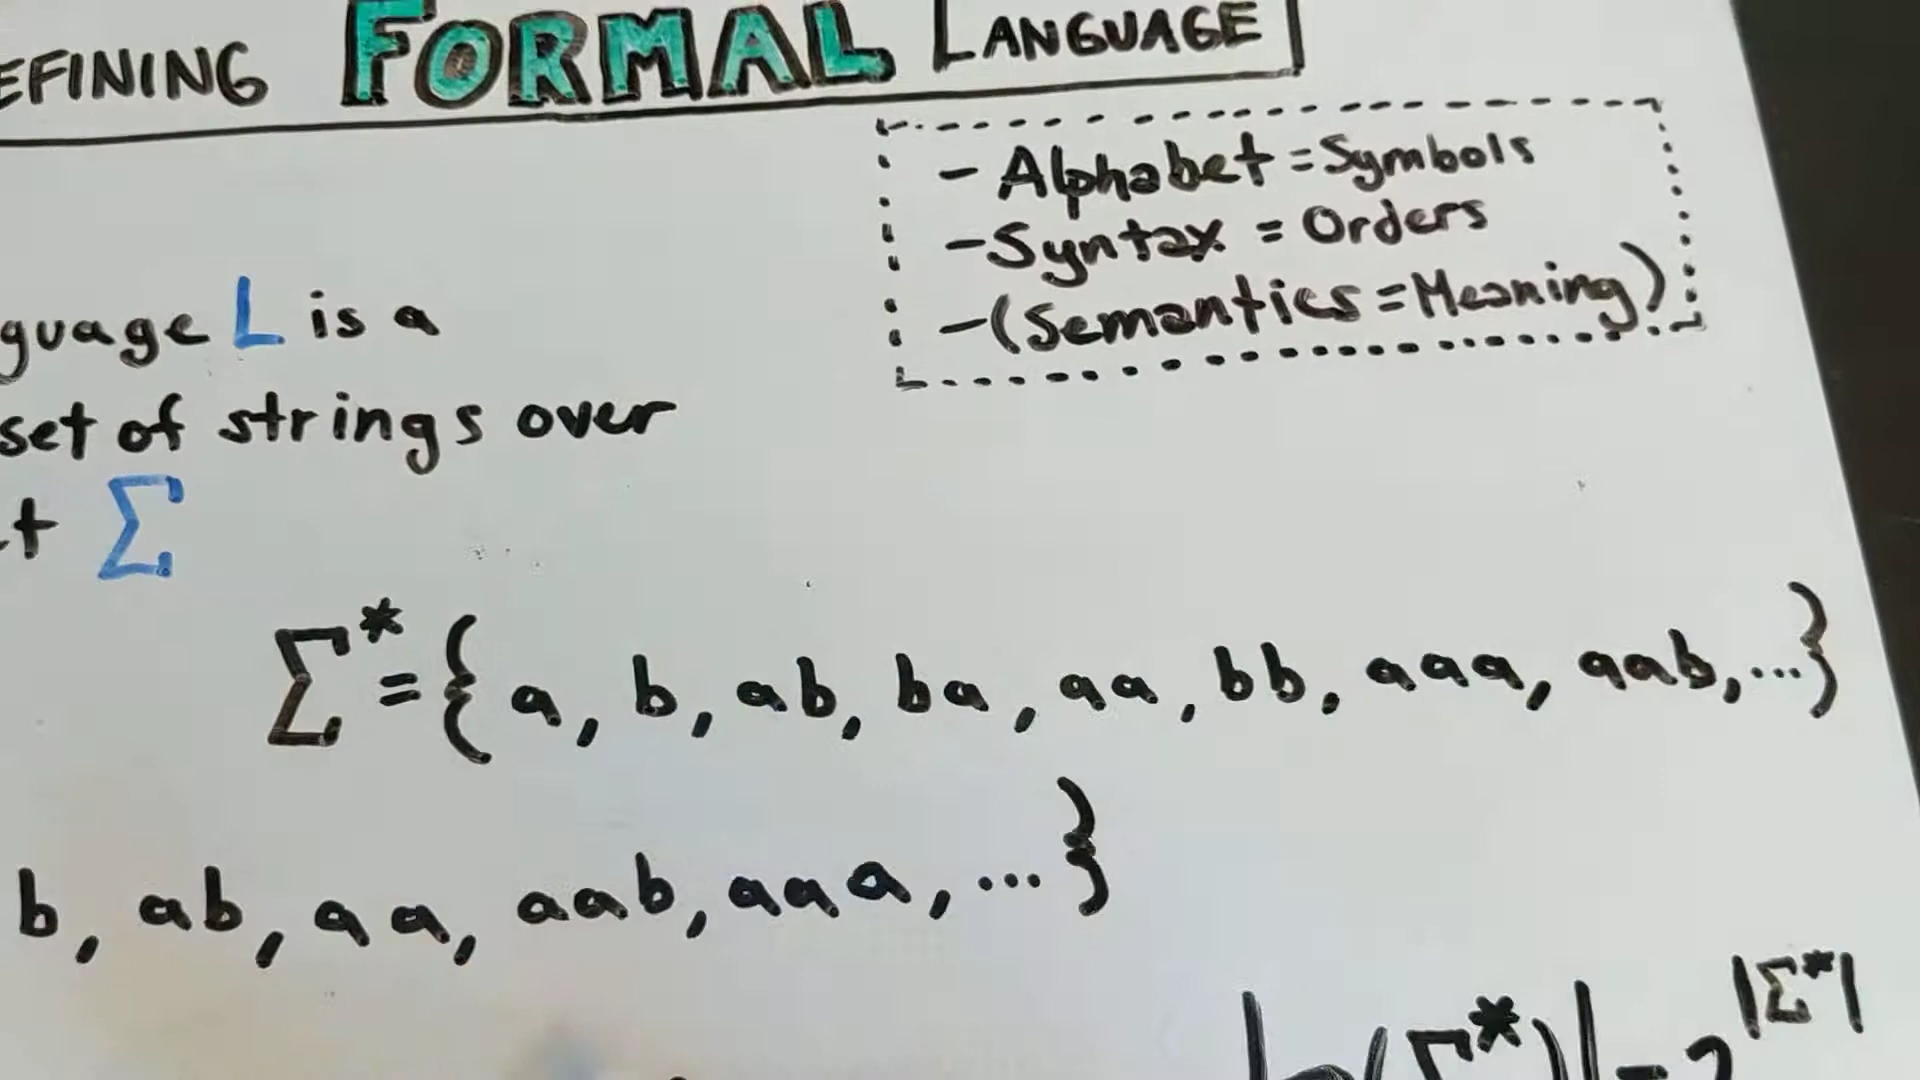 EFINING FORMAL LANGUAGE
- Alphabet = Symbols
- Syntax = Orders
- (Semantics = Meaning)
guage L is a
set of strings over
t Σ
Σ* = { a, b, ab, ba, aa, bb, aaa, aab, ... }
b, ab, aa, aab, aaa, ... }
(Σ*)| = 2^|Σ*|